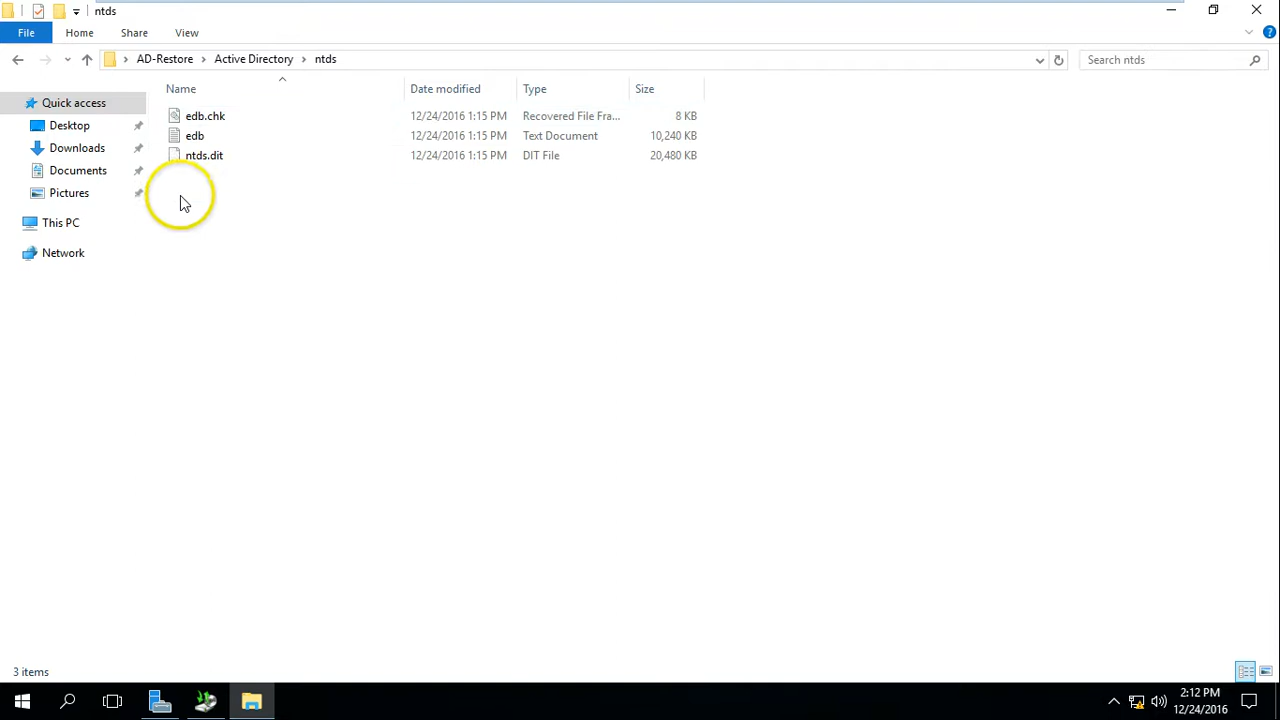 ntds
File Home Share View
AD-Restore Active Directory ntds
Search ntds
Name Date modified Type Size
Quick access
Desktop
Downloads
Documents
Pictures
This PC
Network
edb.chk 12/24/2016 1:15 PM Recovered File Fra... 8 KB
edb 12/24/2016 1:15 PM Text Document 10,240 KB
ntds.dit 12/24/2016 1:15 PM DIT File 20,480 KB
3 items
2:12 PM
12/24/2016